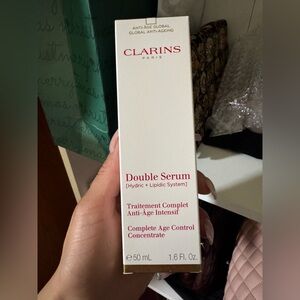 ANTI-ÂGE GLOBAL
GLOBAL ANTI-AGEING
CLARINS
PARIS
Double Serum
[Hydric + Lipidic System]
Traitement Complet
Anti-Âge Intensif
Complete Age Control
Concentrate
℮50 mL 1.6 Fl. Oz.